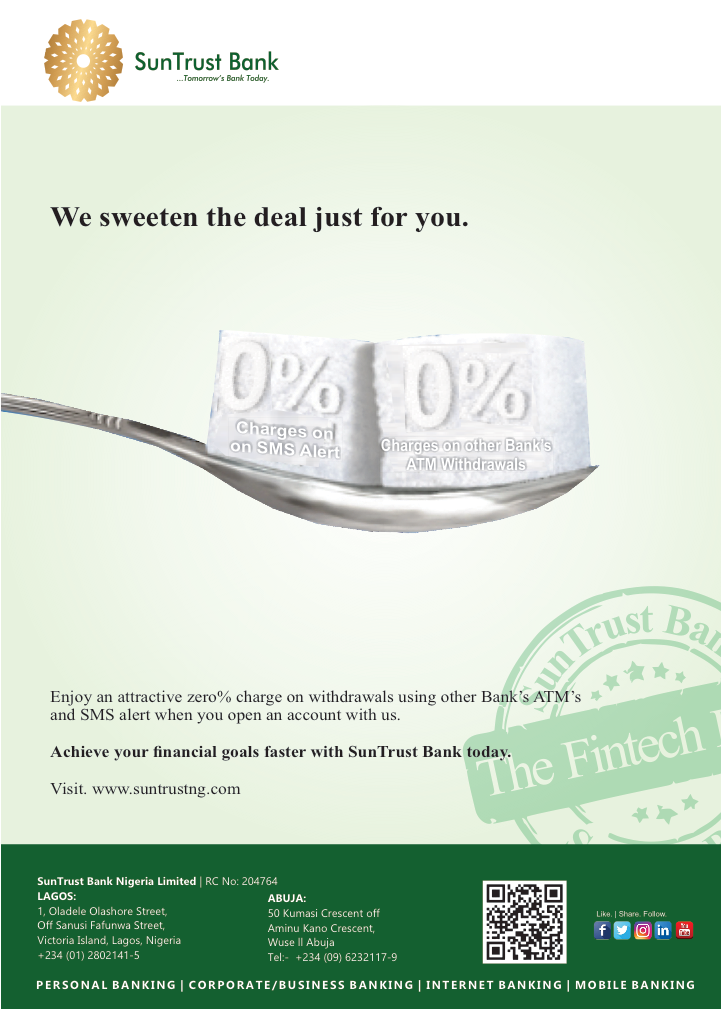 SunTrust Bank
...Tomorrow's Bank Today.
We sweeten the deal just for you.
0%
Charges on
on SMS Alert
0%
Charges on other Bank's
ATM Withdrawals
SunTrust Ban
The Fintech
Enjoy an attractive zero% charge on withdrawals using other Bank's ATM's
and SMS alert when you open an account with us.
Achieve your financial goals faster with SunTrust Bank today.
Visit. www.suntrustng.com
SunTrust Bank Nigeria Limited | RC No: 204764
LAGOS:
1, Oladele Olashore Street,
Off Sanusi Fafunwa Street,
Victoria Island, Lagos, Nigeria
+234 (01) 2802141-5
ABUJA:
50 Kumasi Crescent off
Aminu Kano Crescent,
Wuse ll Abuja
Tel:- +234 (09) 6232117-9
Like. | Share. Follow.
PERSONAL BANKING | CORPORATE/BUSINESS BANKING | INTERNET BANKING | MOBILE BANKING